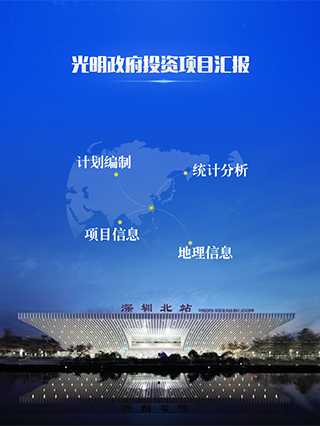 光明政府投资项目汇报
计划编制
统计分析
项目信息
地理信息
深圳北站